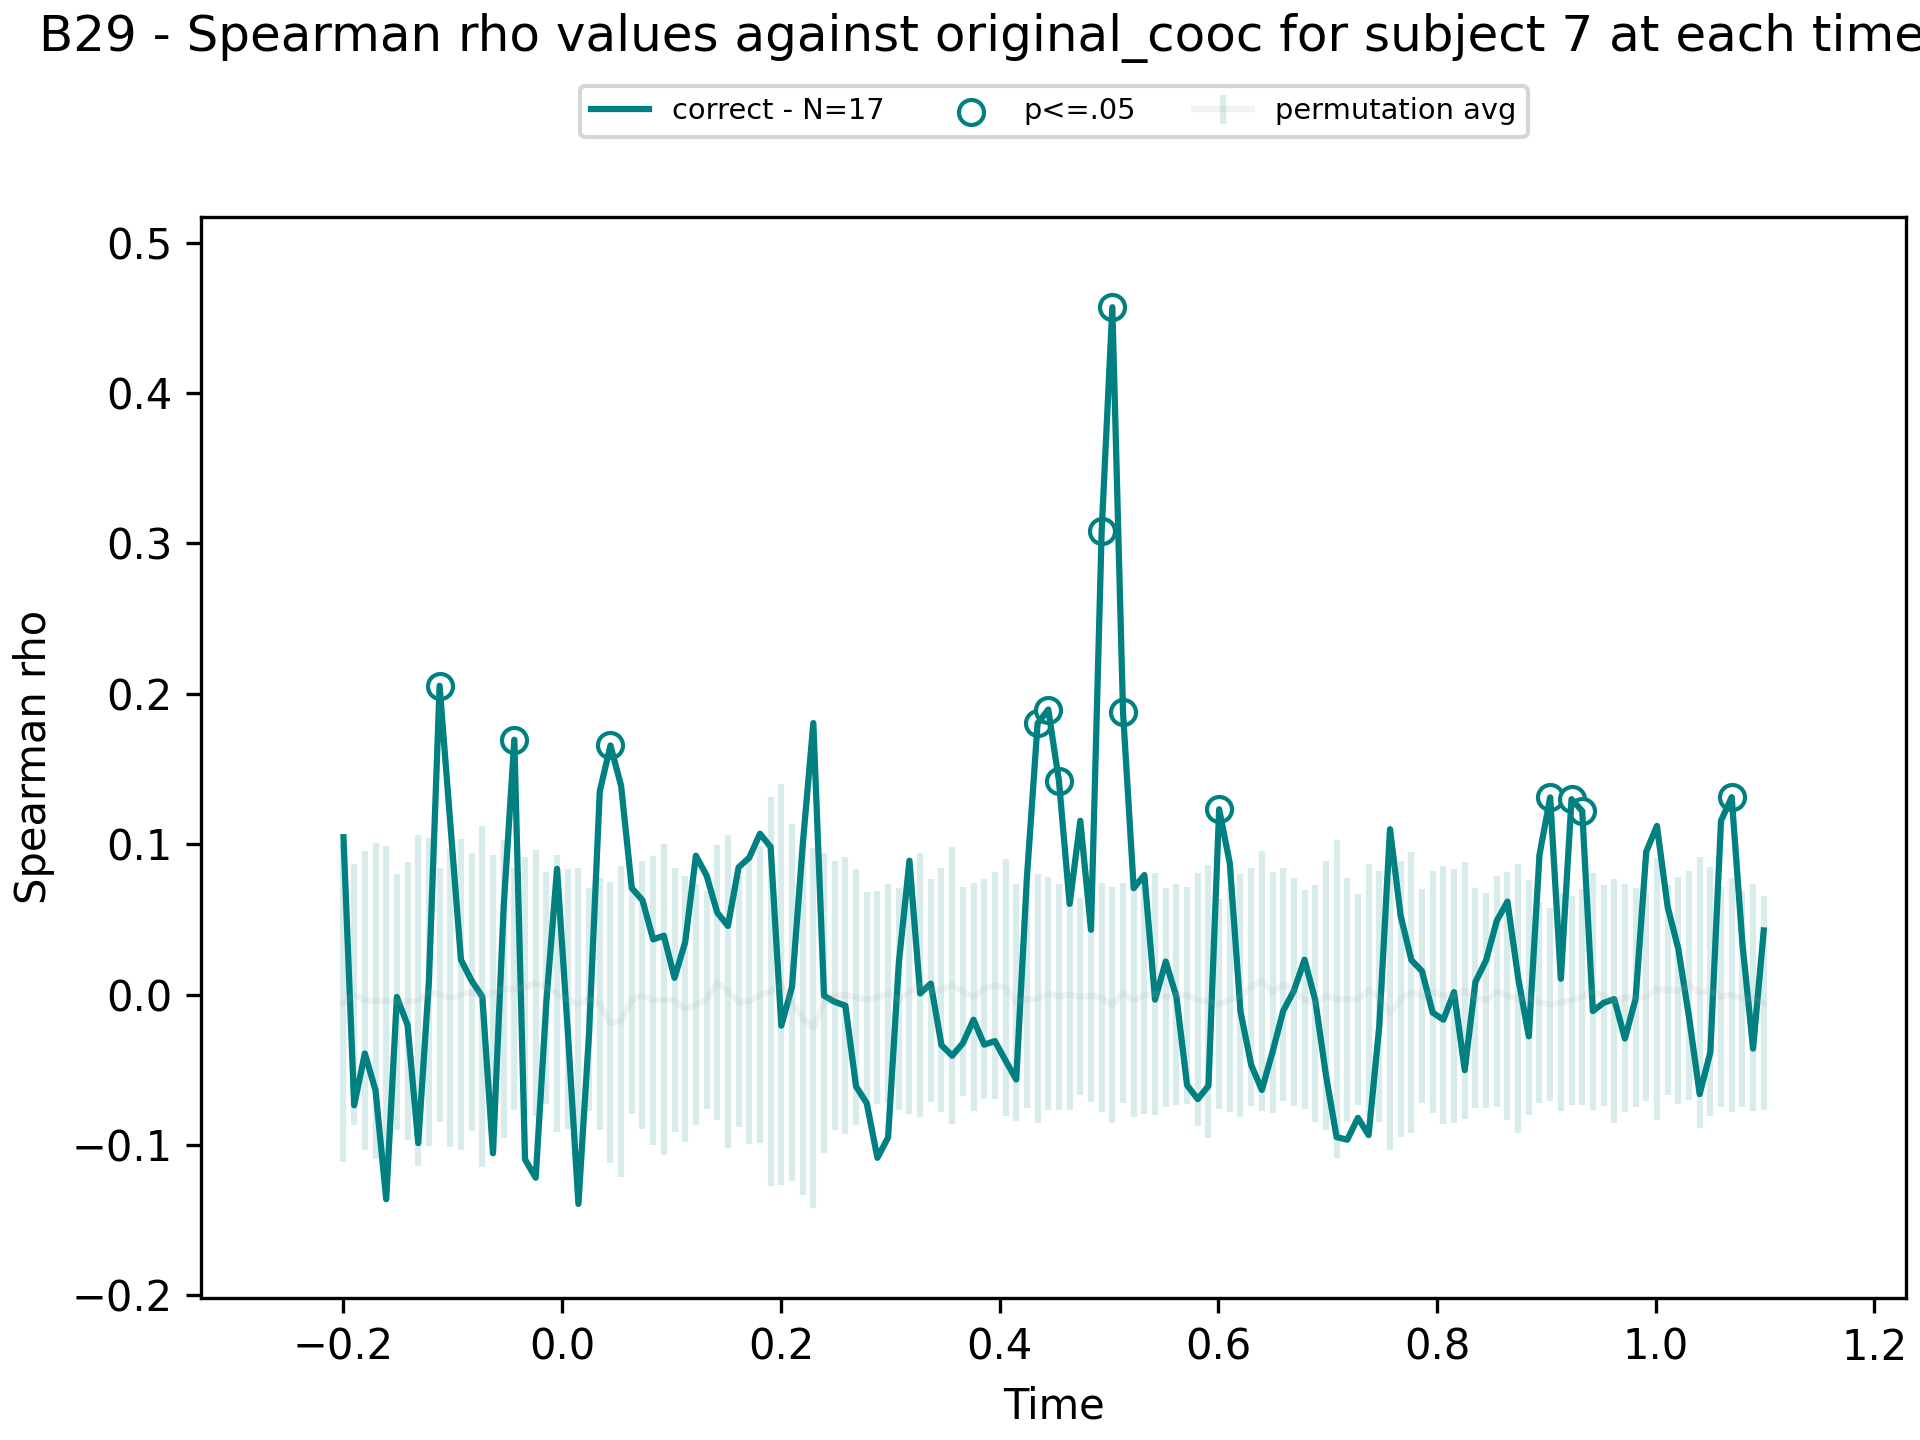 B29 - Spearman rho values against original_cooc for subject 7 at each time
correct - N=17 p<=.05 permutation avg
0.5
0.4
0.3
0.2
0.1
0.0
−0.1
−0.2
Spearman rho
−0.2 0.0 0.2 0.4 0.6 0.8 1.0 1.2
Time